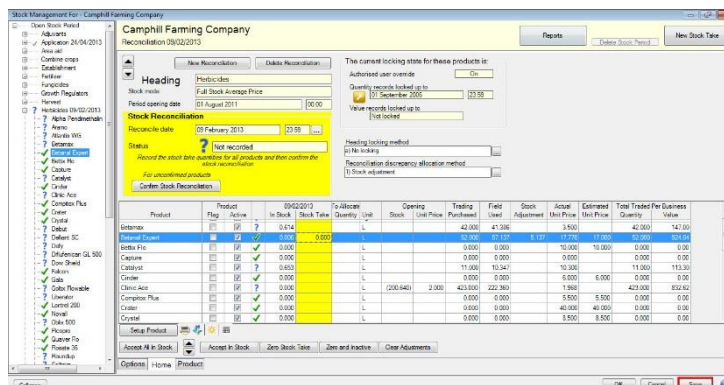 Stock Management For - Camphill Farming Company
Open Stock Period
Adjuvants
Application 24/04/2013
Area aid
Combine crops
Establishment
Fertiliser
Fungicides
Growth Regulators
Harvest
Herbicides 09/02/2013
Alpha Pendimethalin
Aramo
Atlantis WG
Betamax
Betanal Expert
Bettix Flo
Capture
Catalyst
Cinder
Clinic Ace
Compitox Plus
Crater
Crystal
Debut
Defiant SC
Defy
Diflufenican GL 500
Dow Shield
Falcon
Gala
Goltix Flowable
Liberator
Lontrel 200
Novall
Oblix 500
Picopro
Quaver Flo
Rosate 36
Roundup
Camphill Farming Company
Reconciliation 09/02/2013
Reports
Delete Stock Period
New Stock Take
New Reconciliation
Delete Reconciliation
Heading
Herbicides
Stock mode
Full Stock Average Price
Period opening date
01 August 2011
00:00
Stock Reconciliation
Reconcile date
09 February 2013
23:59
...
Status
? Not recorded
Record the stock take quantities for all products and then confirm the
stock reconciliation
For unconfirmed
products
Confirm Stock Reconciliation
The current locking state for these products is:
Authorised user override
On
Quantity records locked up to
01 September 2006
23:59
Value records locked up to
Not locked
Heading locking method
a) No locking
...
Reconciliation discrepancy allocation method
1) Stock adjustment
...
Product 09/02/2013 To Allocate Opening Trading Field Stock Actual Estimated Total Traded Per Business
Product Flag Active In Stock Stock Take Quantity Unit Stock Unit Price Purchased Used Adjustment Unit Price Unit Price Quantity Value
Betamax ? 0.614 L 42.000 41.386 3.500 42.000 147.00
Betanal Expert 0.000 0.000 L 52.000 57.137 5.137 17.770 17.000 52.000 924.04
Bettix Flo 0.000 L 0.000 0.000 10.000 10.000 0.000 0.00
Capture 0.000 L 0.000 0.000 0.000 0.00
Catalyst ? 0.653 L 11.000 10.347 10.300 11.000 113.30
Cinder 0.000 L 0.000 0.000 6.000 6.000 0.000 0.00
Clinic Ace ? 0.000 L (200.640) 2.000 423.000 222.360 1.968 423.000 832.62
Compitox Plus 0.000 L 0.000 0.000 5.500 5.500 0.000 0.00
Crater 0.000 L 0.000 0.000 40.000 40.000 0.000 0.00
Crystal 0.000 L 0.000 0.000 8.500 8.500 0.000 0.00
Setup Product
Accept All In Stock
Accept In Stock
Zero Stock Take
Zero and Inactive
Clear Adjustments
Options Home Product
Collapse
OK
Cancel
Save